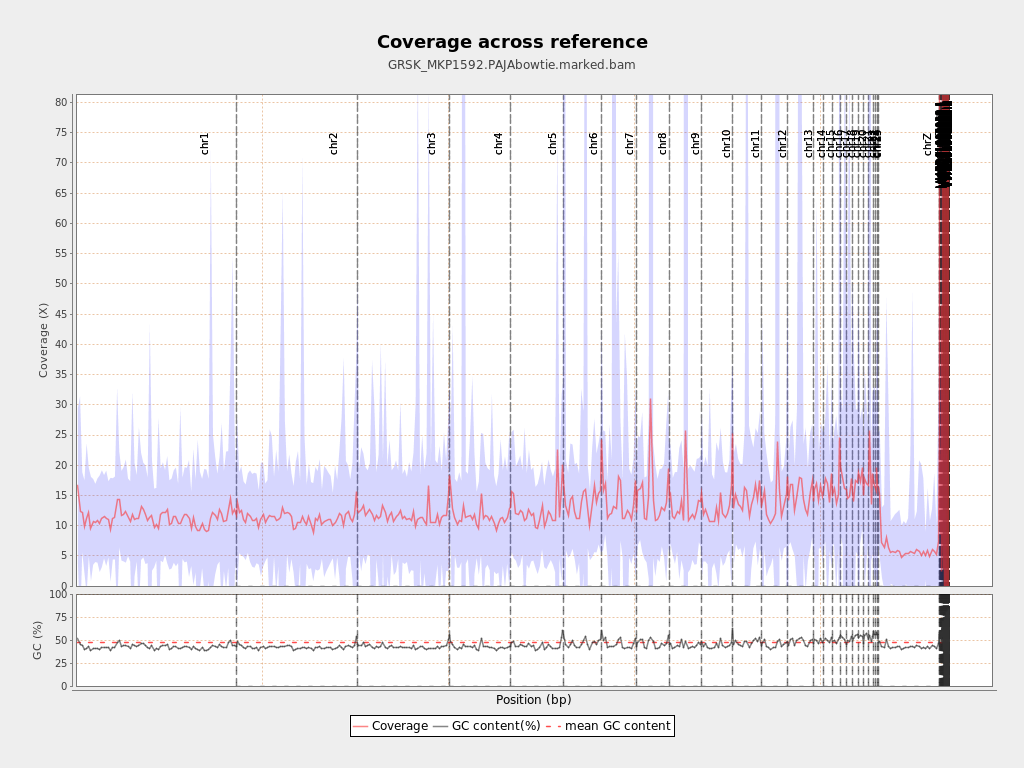 Coverage across reference
GRSK_MKP1592.PAJAbowtie.marked.bam
Coverage (X)
80
75
70
65
60
55
50
45
40
35
30
25
20
15
10
5
0
chr1
chr2
chr3
chr4
chr5
chr6
chr7
chr8
chr9
chr10
chr11
chr12
chr13
chr14
chr15
chrZ
GC (%)
100
75
50
25
0
Position (bp)
Coverage GC content(%) mean GC content